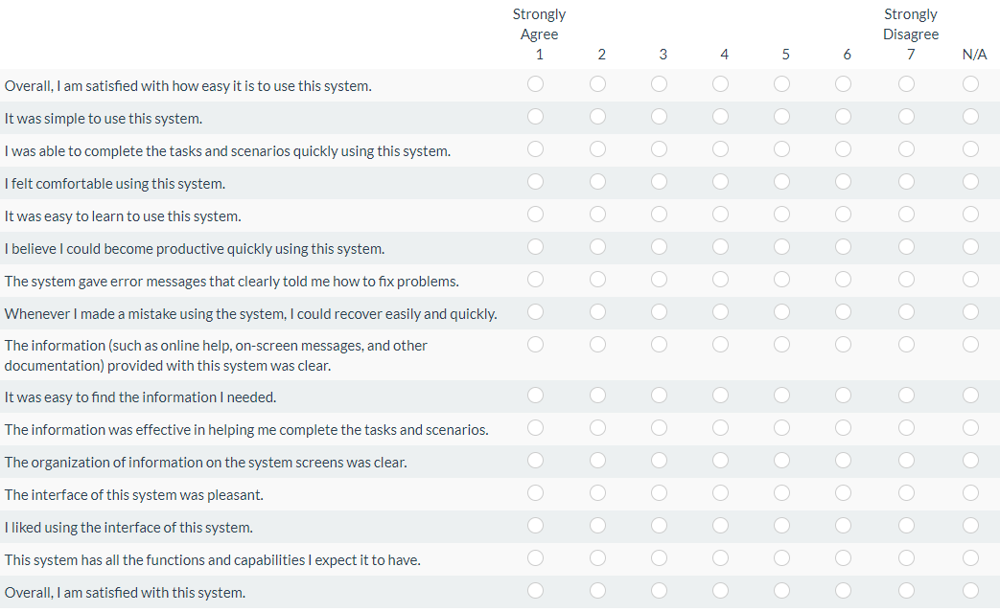 Strongly Agree Strongly Disagree
1 2 3 4 5 6 7 N/A
Overall, I am satisfied with how easy it is to use this system.
It was simple to use this system.
I was able to complete the tasks and scenarios quickly using this system.
I felt comfortable using this system.
It was easy to learn to use this system.
I believe I could become productive quickly using this system.
The system gave error messages that clearly told me how to fix problems.
Whenever I made a mistake using the system, I could recover easily and quickly.
The information (such as online help, on-screen messages, and other
documentation) provided with this system was clear.
It was easy to find the information I needed.
The information was effective in helping me complete the tasks and scenarios.
The organization of information on the system screens was clear.
The interface of this system was pleasant.
I liked using the interface of this system.
This system has all the functions and capabilities I expect it to have.
Overall, I am satisfied with this system.